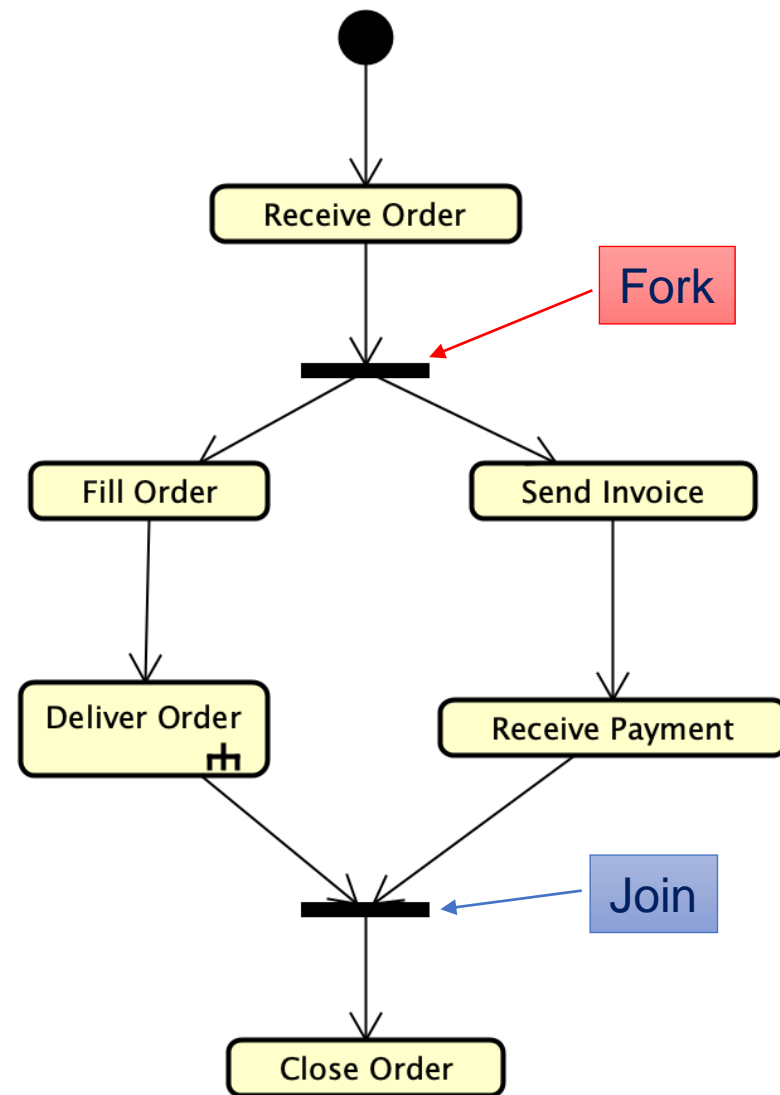 Receive Order
Fork
Fill Order
Send Invoice
Deliver Order
Receive Payment
Join
Close Order